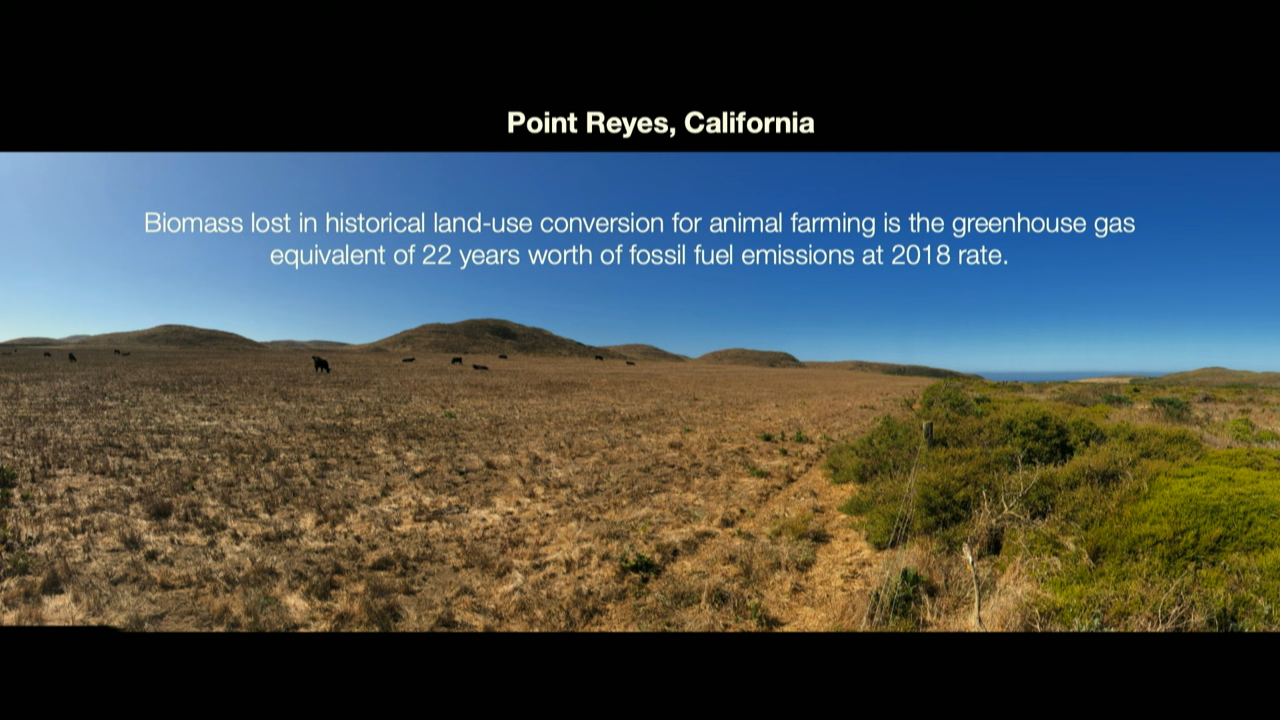 Point Reyes, California
Biomass lost in historical land-use conversion for animal farming is the greenhouse gas
equivalent of 22 years worth of fossil fuel emissions at 2018 rate.